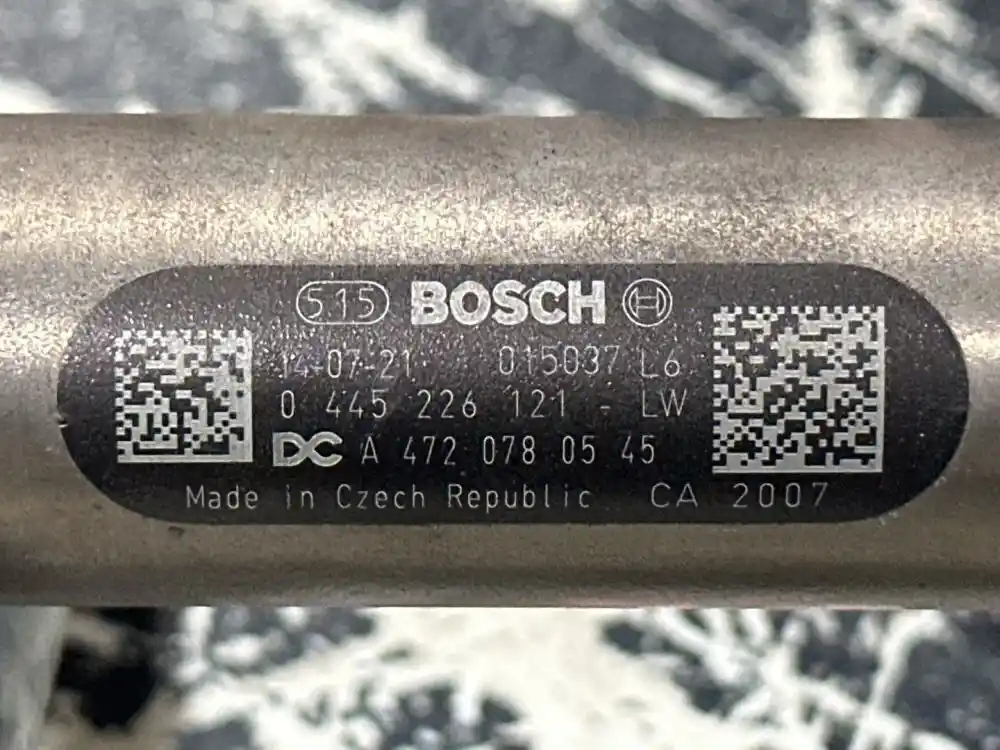 515 BOSCH
14-07-21 015037 L6
0 445 226 121 - LW
DC A 472 078 05 45
Made in Czech Republic CA 2007